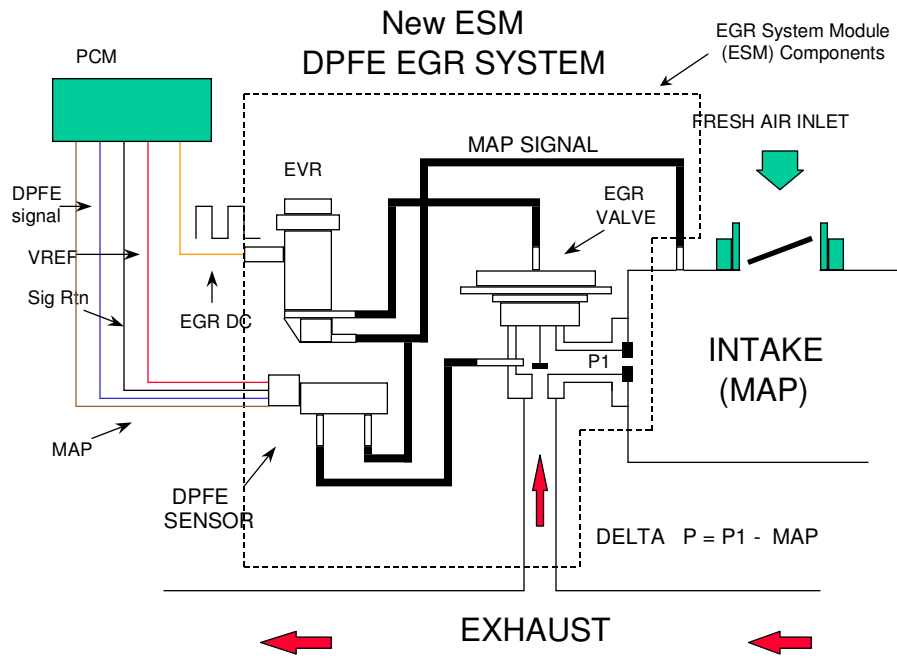 New ESM
DPFE EGR SYSTEM
EGR System Module
(ESM) Components
PCM
FRESH AIR INLET
MAP SIGNAL
EVR
EGR
VALVE
DPFE
signal
VREF
Sig Rtn
EGR DC
P1
INTAKE
(MAP)
MAP
DPFE
SENSOR
DELTA P = P1 - MAP
EXHAUST